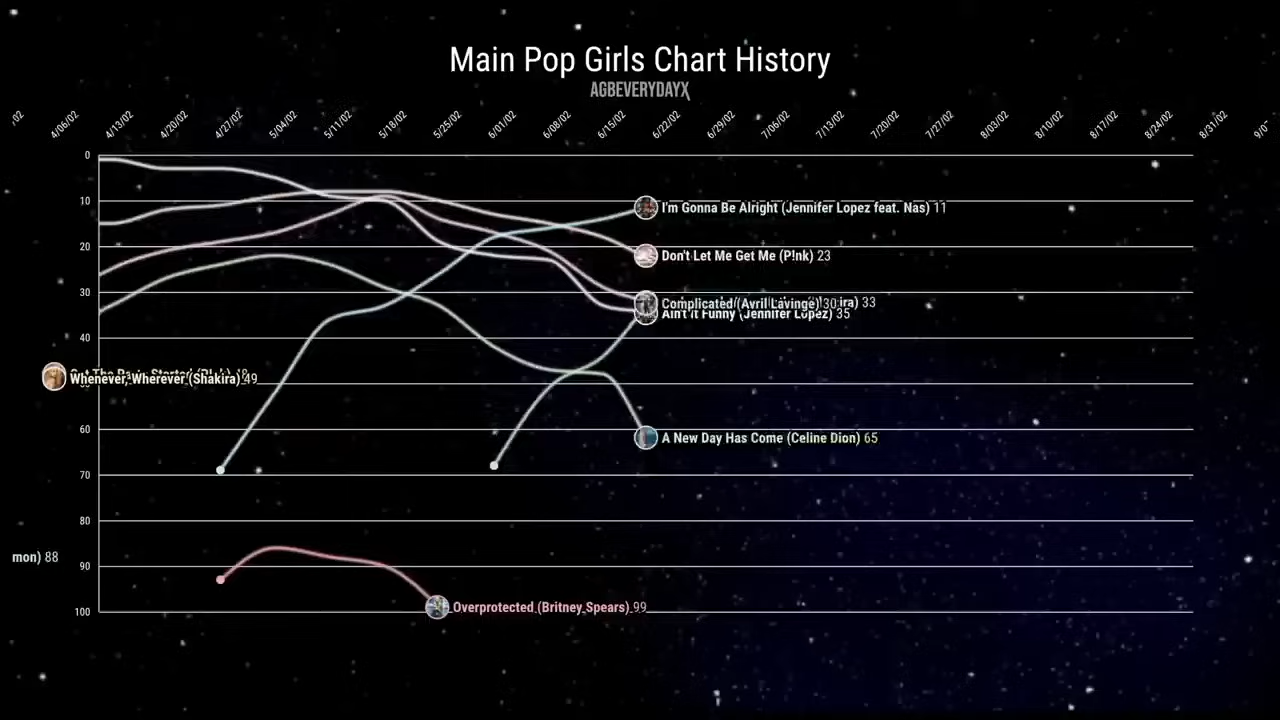 Main Pop Girls Chart History
AGBEVERYDAYX
/02 4/06/02 4/13/02 4/20/02 4/27/02 5/04/02 5/11/02 5/18/02 5/25/02 6/01/02 6/08/02 6/15/02 6/22/02 6/29/02 7/06/02 7/13/02 7/20/02 7/27/02 8/03/02 8/10/02 8/17/02 8/24/02 8/31/02 9/0
0
10
I'm Gonna Be Alright (Jennifer Lopez feat. Nas) 11
20
Don't Let Me Get Me (P!nk) 23
30
Complicated (Avril Lavinge) 30 ira) 33
Ain't It Funny (Jennifer Lopez) 35
40
Whenever, Wherever (Shakira) 49
60
A New Day Has Come (Celine Dion) 65
70
80
mon) 88
90
100
Overprotected (Britney Spears) 99